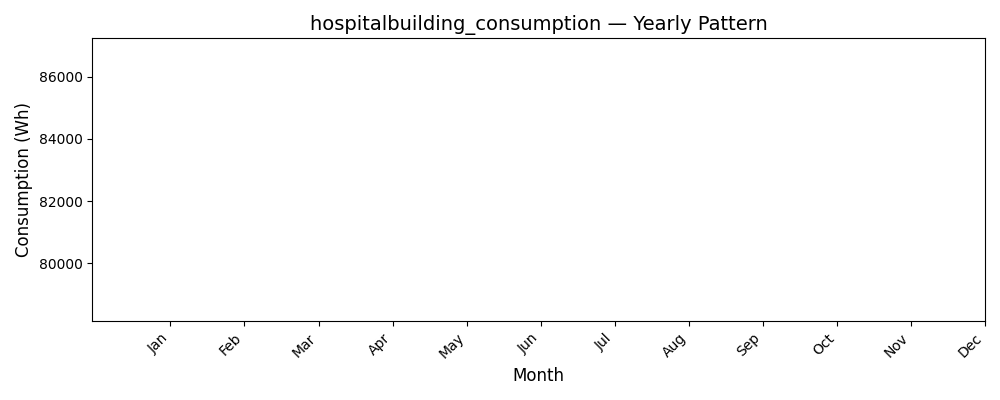 hospitalbuilding_consumption — Yearly Pattern
Consumption (Wh)
86000
84000
82000
80000
Jan Feb Mar Apr May Jun Jul Aug Sep Oct Nov Dec
Month